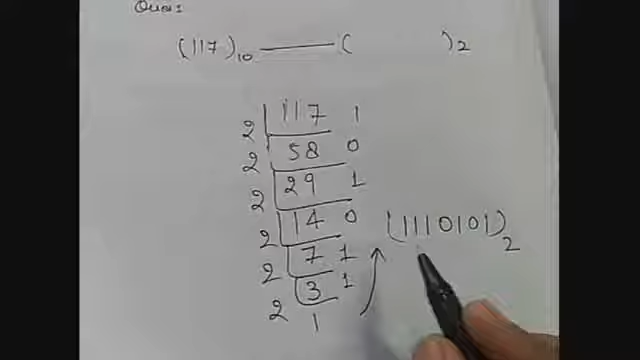 Ques:
(117)10 —— (        )2
2 | 117 1
2 | 58 0
2 | 29 1
2 | 14 0
(1110101)2
2 | 7 1
2 | 3 1
1